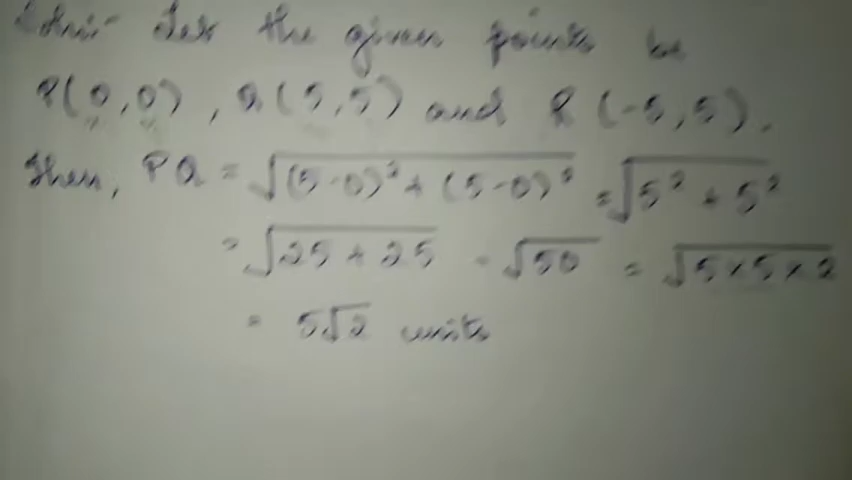 Soln:- Let the given points be
P(0,0), Q(5,5) and R(-5,5).
Then, PQ = √((5-0)² + (5-0)²) = √(5² + 5²)
= √(25 + 25) = √50 = √(5×5×2)
= 5√2 units